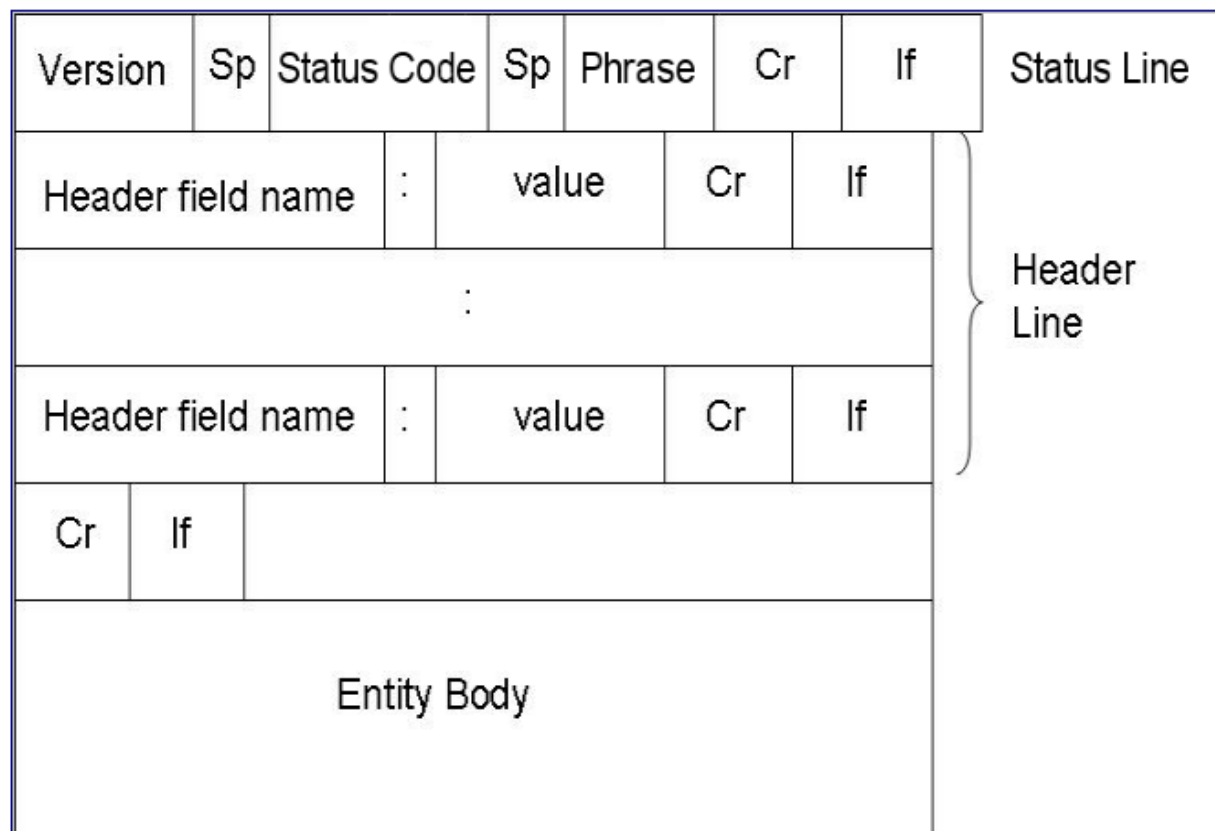 Version Sp Status Code Sp Phrase Cr lf Status Line
Header field name : value Cr lf
:
Header
Line
Header field name : value Cr lf
Cr lf
Entity Body